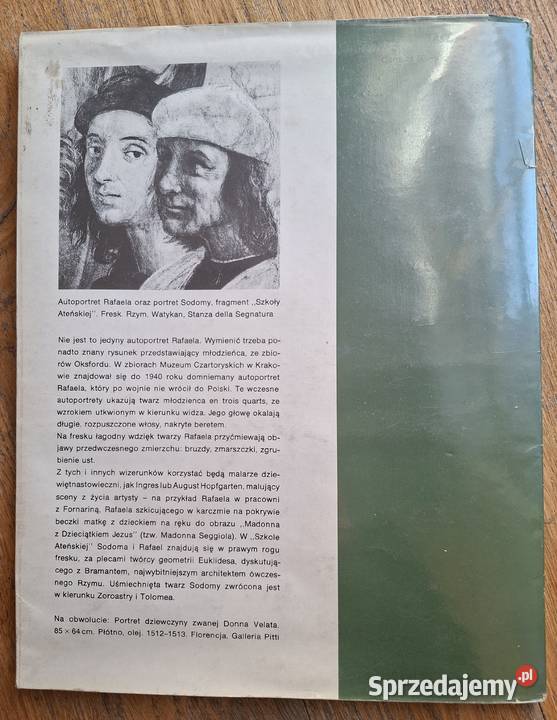 Autoportret Rafaela oraz portret Sodomy, fragment „Szkoły
Ateńskiej". Fresk. Rzym, Watykan, Stanza della Segnatura
Nie jest to jedyny autoportret Rafaela. Wymienić trzeba po-
nadto znany rysunek przedstawiający młodzieńca, ze zbio-
rów Oksfordu. W zbiorach Muzeum Czartoryskich w Krako-
wie znajdował się do 1940 roku domniemany autoportret
Rafaela, który po wojnie nie wrócił do Polski. Te wczesne
autoportrety ukazują twarz młodzieńca en trois quarts, ze
wzrokiem utkwionym w kierunku widza. Jego głowę okalają
długie, rozpuszczone włosy, nakryte beretem.
Na fresku łagodny wdzięk twarzy Rafaela przyćmiewają ob-
jawy przedwczesnego zmierzchu: bruzdy, zmarszczki, zgru-
bienie ust.
Z tych i innych wizerunków korzystać będą malarze dzie-
więtnastowieczni, jak Ingres lub August Hopfgarten, malujący
sceny z życia artysty – na przykład Rafaela w pracowni
z Fornariną, Rafaela szkicującego w karczmie na pokrywie
beczki matkę z dzieckiem na ręku do obrazu „Madonna
z Dzieciątkiem Jezus" (tzw. Madonna Seggiola). W „Szkole
Ateńskiej" Sodoma i Rafael znajdują się w prawym rogu
fresku, za plecami twórcy geometrii Euklidesa, dyskutują-
cego z Bramantem, najwybitniejszym architektem ówczes-
nego Rzymu. Uśmiechnięta twarz Sodomy zwrócona jest
w kierunku Zoroastry i Tolomea.
Na obwolucie: Portret dziewczyny zwanej Donna Velata.
85 × 64 cm. Płótno, olej. 1512–1513. Florencja, Galleria Pitti
Sprzedajemy.pl